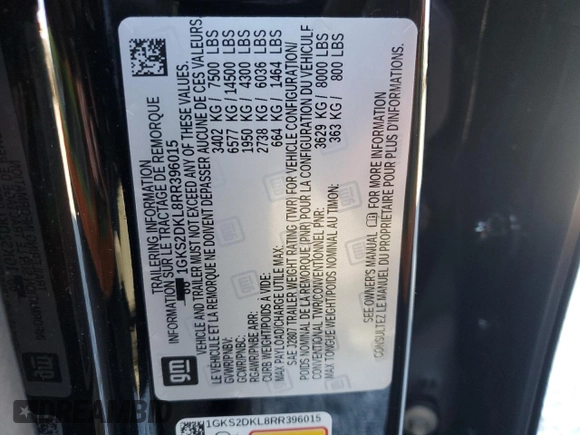 TRAILERING INFORMATION
INFORMATION SUR LE TRACTAGE DE REMORQUE
1GKS2DKL8RR396015
VEHICLE AND TRAILER MUST NOT EXCEED ANY OF THESE VALUES.
LE VEHICULE ET LA REMORQUE NE DOIVENT DEPASSER AUCUNE DE CES VALEURS.
GVWR/PNBV: 3402 KG / 7500 LBS
GCWR/PNBC: 6577 KG / 14500 LBS
RGAWR/PNBE ARR: 1950 KG / 4300 LBS
CURB WEIGHT/POIDS A VIDE: 2738 KG / 6036 LBS
MAX PAYLOAD/CHARGE UTILE MAX: 664 KG / 1464 LBS
SAE J2807 TRAILER WEIGHT RATING (TWR) FOR VEHICLE CONFIGURATION/
POIDS NOMINAL DE LA REMORQUE (PNR) POUR LA CONFIGURATION DU VEHICULE
CONVENTIONAL TWR/CONVENTIONNEL PNR: 3629 KG / 8000 LBS
MAX TONGUE WEIGHT/POIDS NOMINAL AU TIMON: 363 KG / 800 LBS
SEE OWNER'S MANUAL FOR MORE INFORMATION
LE MANUEL DU PROPRIETAIRE POUR PLUS D'INFORMATIONS.
gm
1GKS2DKL8RR396015
DREAMBID